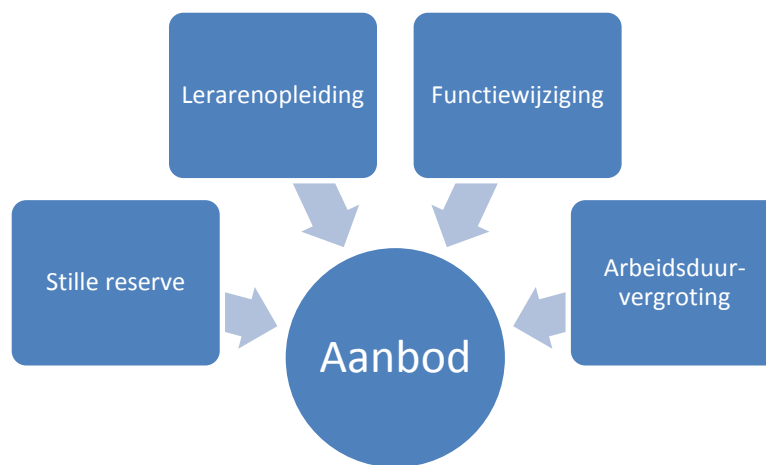 Lerarenopleiding
Functiewijziging
Stille reserve
Arbeidsduur-
vergroting
Aanbod